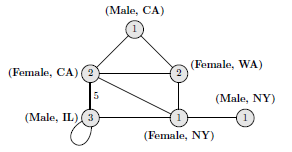 (Male, CA)
1
(Female, CA)
2
2
(Female, WA)
5
(Male, IL)
3
1
1
(Male, NY)
(Female, NY)